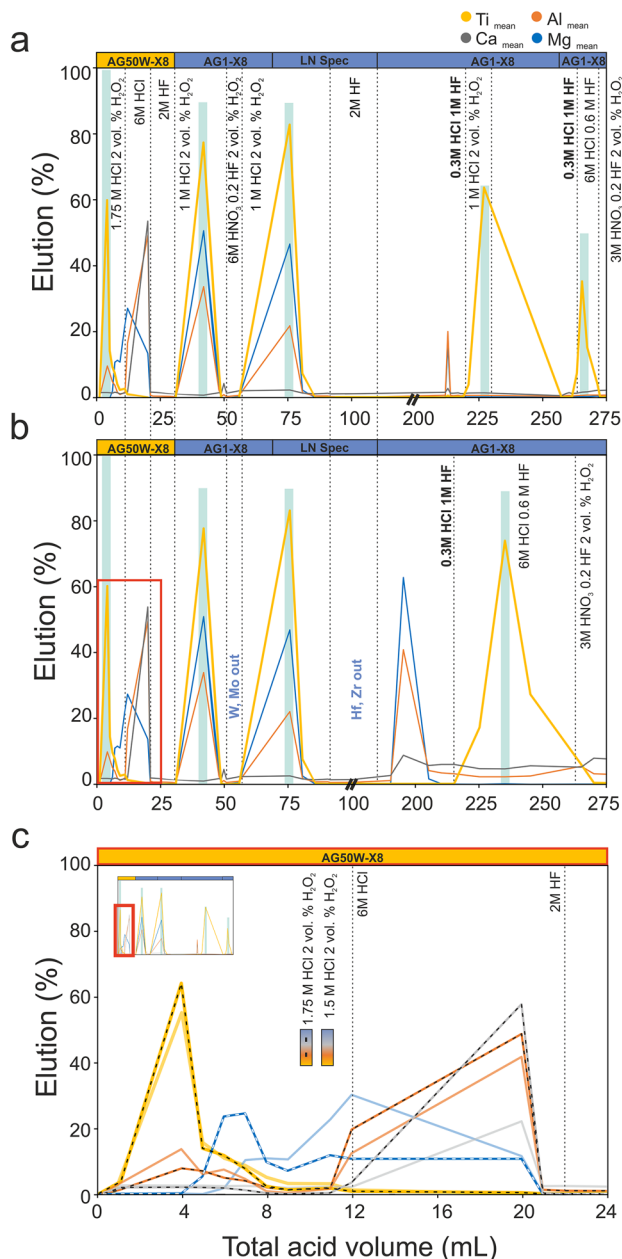 Ti mean
Al mean
Ca mean
Mg mean
a
AG50W-X8
AG1-X8
LN Spec
AG1-X8
AG1-X8
Elution (%)
100
80
60
40
20
0
1.75 M HCl 2 vol. % H₂O₂
6M HCl
2M HF
1 M HCl 2 vol. % H₂O₂
6M HNO₃ 0.2 HF 2 vol. % H₂O₂
1 M HCl 2 vol. % H₂O₂
2M HF
0.3M HCl 1M HF
1 M HCl 2 vol. % H₂O₂
0.3M HCl 1M HF
6M HCl 0.6 M HF
3M HNO₃ 0.2 HF 2 vol. % H₂O₂
0 25 50 75 100 200 225 250 275
b
AG50W-X8
AG1-X8
LN Spec
AG1-X8
Elution (%)
100
80
60
40
20
0
W, Mo out
Hf, Zr out
0.3M HCl 1M HF
6M HCl 0.6 M HF
3M HNO₃ 0.2 HF 2 vol. % H₂O₂
0 25 50 75 100 200 225 250 275
c
AG50W-X8
Elution (%)
100
80
60
40
20
0
1.75 M HCl 2 vol. % H₂O₂
1.5 M HCl 2 vol. % H₂O₂
6M HCl
2M HF
0 4 8 12 16 20 24
Total acid volume (mL)